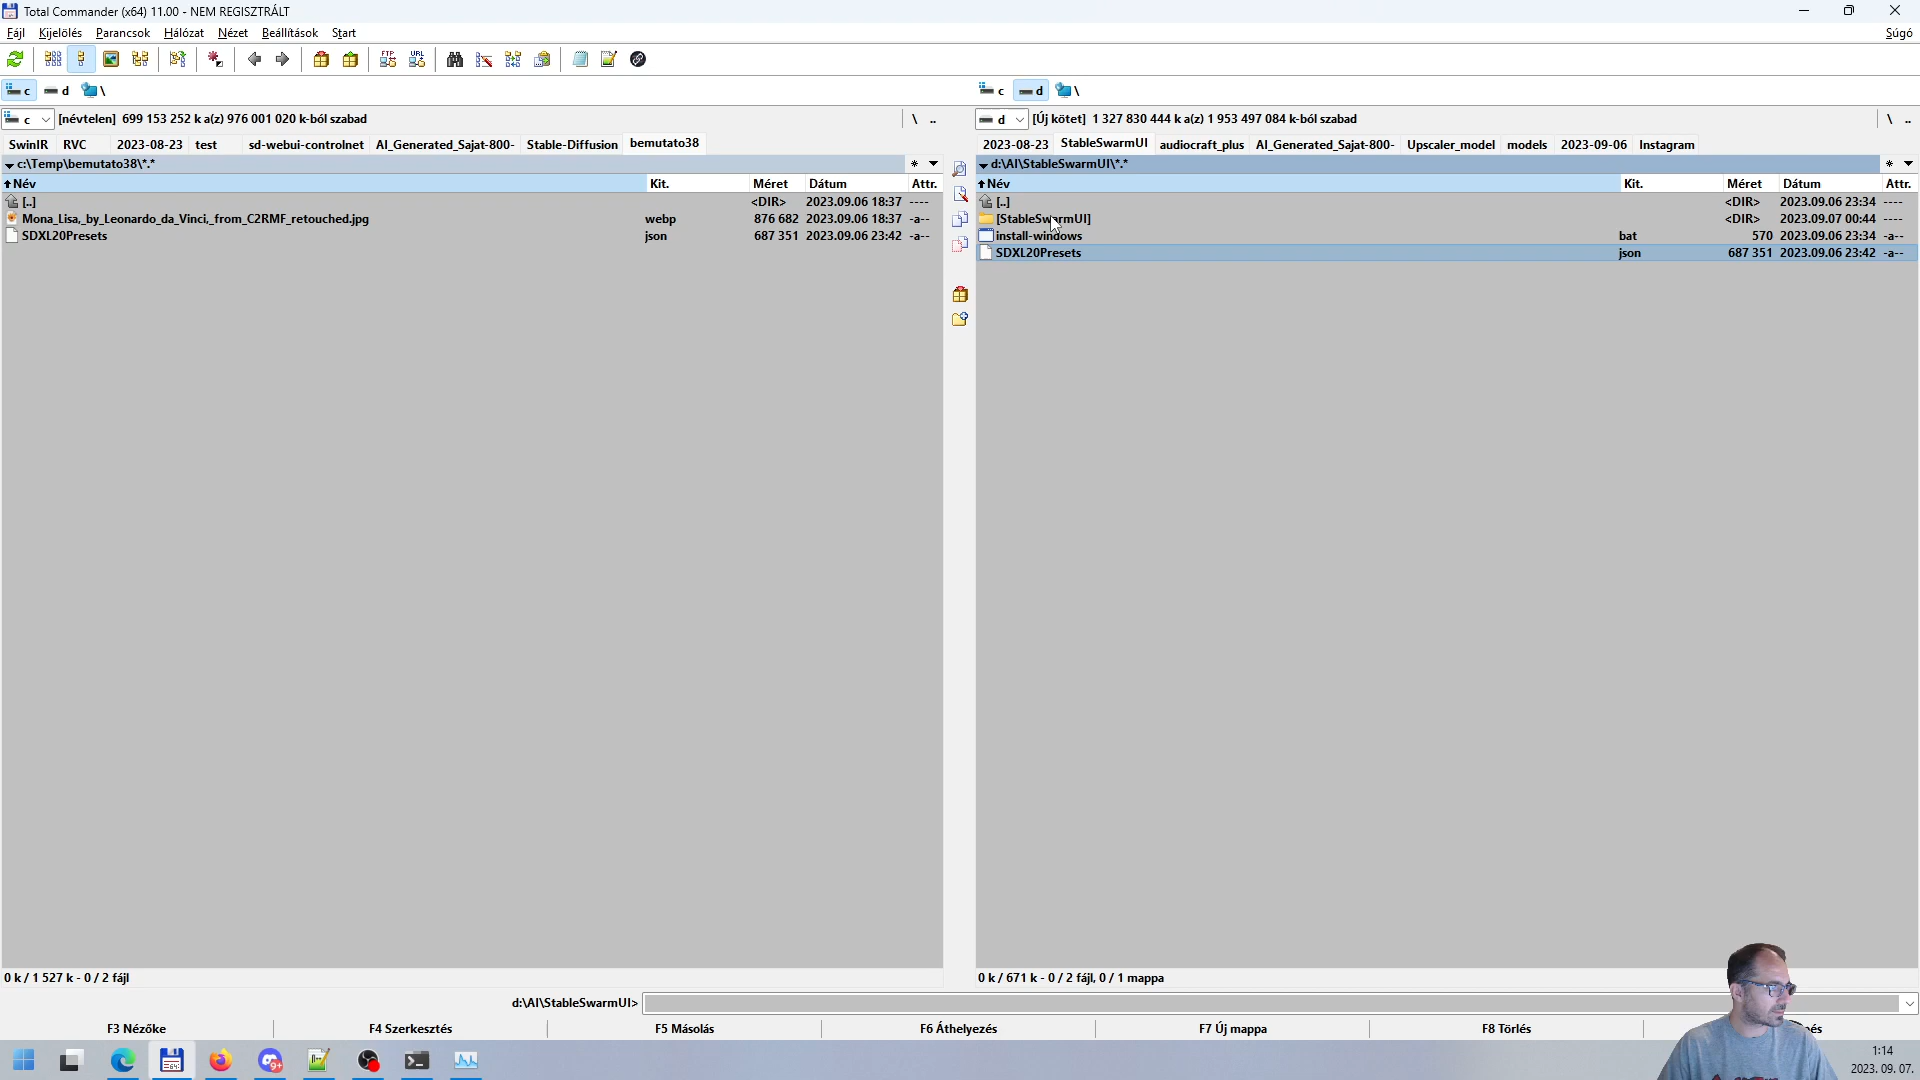 Total Commander (x64) 11.00 - NEM REGISZTRÁLT
Fájl Kijelölés Parancsok Hálózat Nézet Beállítások Start Súgó
FTP URL
c d \ c d \
c [névtelen] 699 153 252 k a(z) 976 001 020 k-ból szabad \ .. d [Új kötet] 1 327 830 444 k a(z) 1 953 497 084 k-ból szabad \ ..
SwinIR RVC 2023-08-23 test sd-webui-controlnet AI_Generated_Sajat-800- Stable-Diffusion bemutato38 2023-08-23 StableSwarmUI audiocraft_plus AI_Generated_Sajat-800- Upscaler_model models 2023-09-06 Instagram
c:\Temp\bemutato38\*.* * d:\AI\StableSwarmUI\*.* *
Név Kit. Méret Dátum Attr. Név Kit. Méret Dátum Attr.
[..] <DIR> 2023.09.06 18:37 ---- [..] <DIR> 2023.09.06 23:34 ----
Mona_Lisa,_by_Leonardo_da_Vinci,_from_C2RMF_retouched.jpg webp 876 682 2023.09.06 18:37 -a-- [StableSwarmUI] <DIR> 2023.09.07 00:44 ----
SDXL20Presets json 687 351 2023.09.06 23:42 -a-- install-windows bat 570 2023.09.06 23:34 -a--
SDXL20Presets json 687 351 2023.09.06 23:42 -a--
0 k / 1 527 k - 0 / 2 fájl 0 k / 671 k - 0 / 2 fájl, 0 / 1 mappa
d:\AI\StableSwarmUI>
F3 Nézőke F4 Szerkesztés F5 Másolás F6 Áthelyezés F7 Új mappa F8 Törlés
9+
1:14
2023. 09. 07.